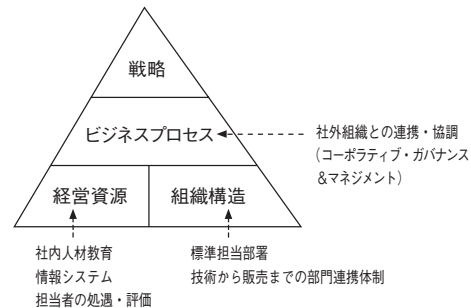 戦略
ビジネスプロセス
社外組織との連携・協調
（コーポラティブ・ガバナンス
＆マネジメント）
経営資源
組織構造
社内人材教育
情報システム
担当者の処遇・評価
標準担当部署
技術から販売までの部門連携体制